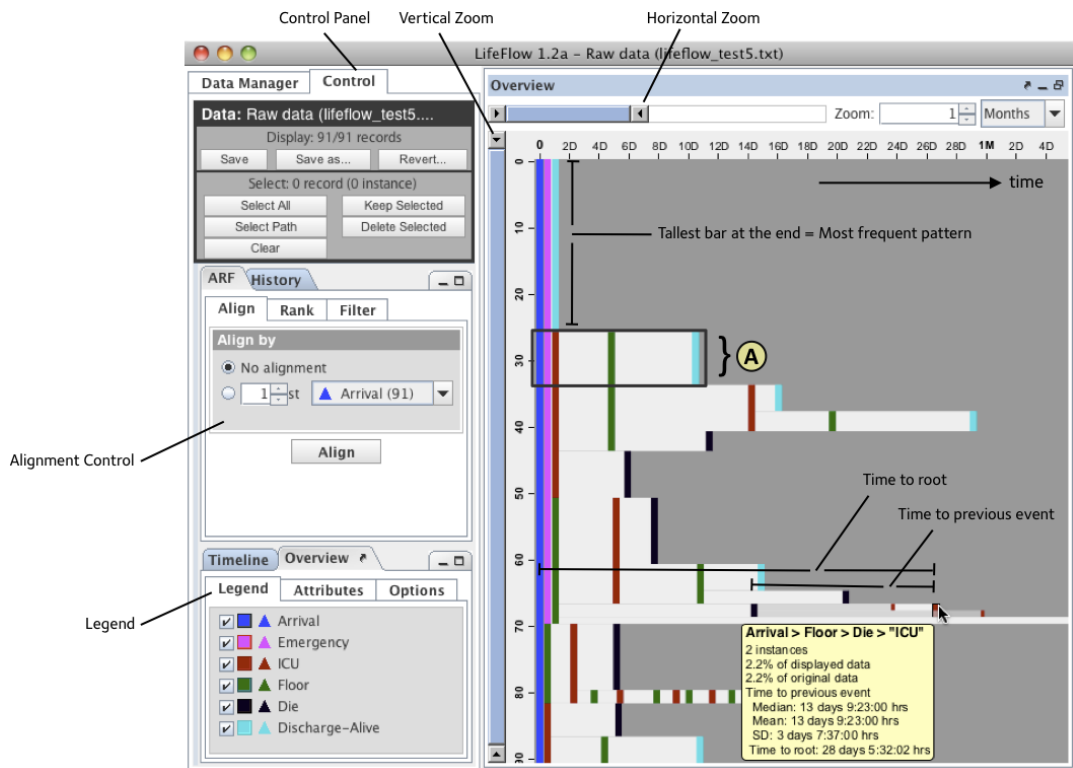 Control Panel
Vertical Zoom
Horizontal Zoom
LifeFlow 1.2a – Raw data (lifeflow_test5.txt)
Data Manager
Control
Data: Raw data (lifeflow_test5....
Display: 91/91 records
Save
Save as...
Revert...
Select: 0 record (0 instance)
Select All
Keep Selected
Select Path
Delete Selected
Clear
ARF
History
Align
Rank
Filter
Align by
No alignment
1 st
Arrival (91)
Align
Alignment Control
Timeline
Overview
Legend
Attributes
Options
Legend
Arrival
Emergency
ICU
Floor
Die
Discharge-Alive
Overview
Zoom:
1
Months
0 2D 4D 6D 8D 10D 12D 14D 16D 18D 20D 22D 24D 26D 28D 1M 2D 4D
0
10
20
30
40
50
60
70
80
90
time
Tallest bar at the end = Most frequent pattern
A
Time to root
Time to previous event
Arrival > Floor > Die > "ICU"
2 instances
2.2% of displayed data
2.2% of original data
Time to previous event
Median: 13 days 9:23:00 hrs
Mean: 13 days 9:23:00 hrs
SD: 3 days 7:37:00 hrs
Time to root: 28 days 5:32:02 hrs